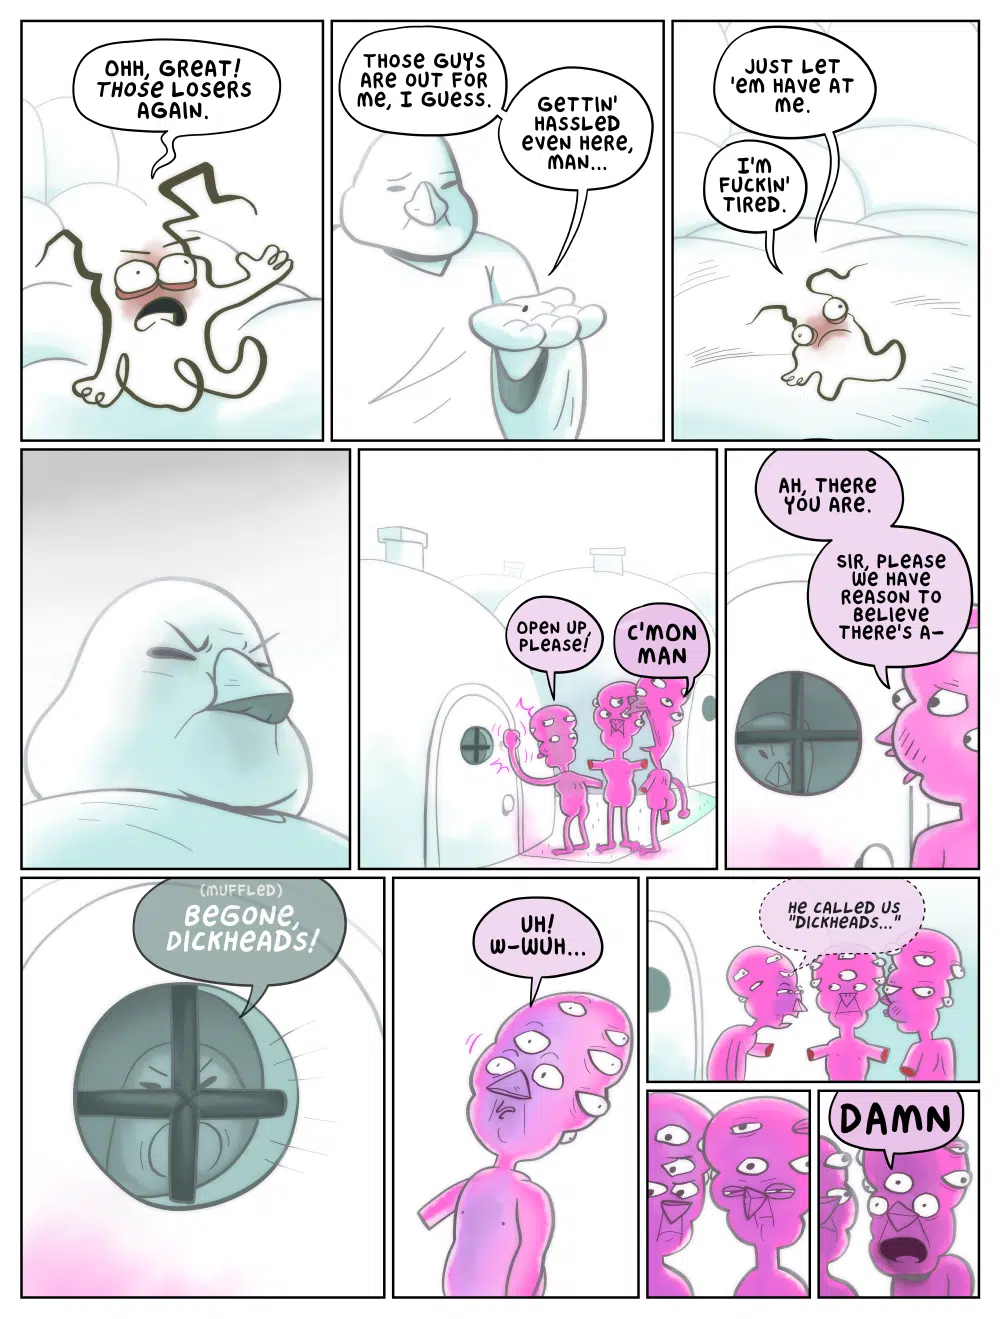 OHH, GREAT!
THOSE LOSERS
AGAIN.
THOSE GUYS
ARE OUT FOR
Me, I GUESS.
GETTIN'
HASSLED
EVEN HERE,
MAN...
JUST LET
'EM HAVE AT
Me.
I'M
FUCKIN'
TIRED.
OPEN UP,
PLEASE!
C'MON
MAN
AH, THERE
YOU ARE.
SIR, PLEASE
WE HAVE
REASON TO
BELIEVE
THERE'S A–
(MUFFLED)
BEGONE,
DICKHEADS!
UH!
W-WUH...
HE CALLED US
"DICKHEADS..."
DAMN